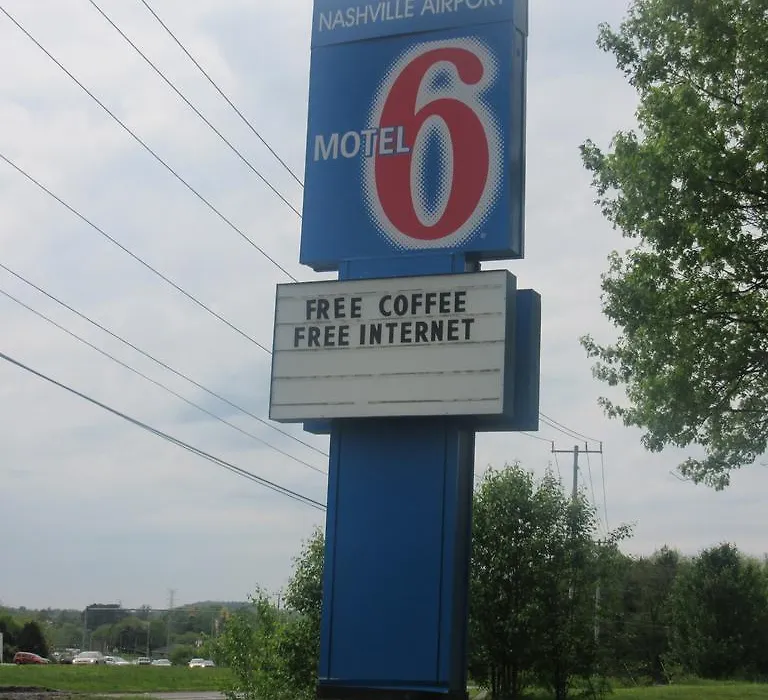 NASHVILLE AIRPORT
MOTEL 6
FREE COFFEE
FREE INTERNET